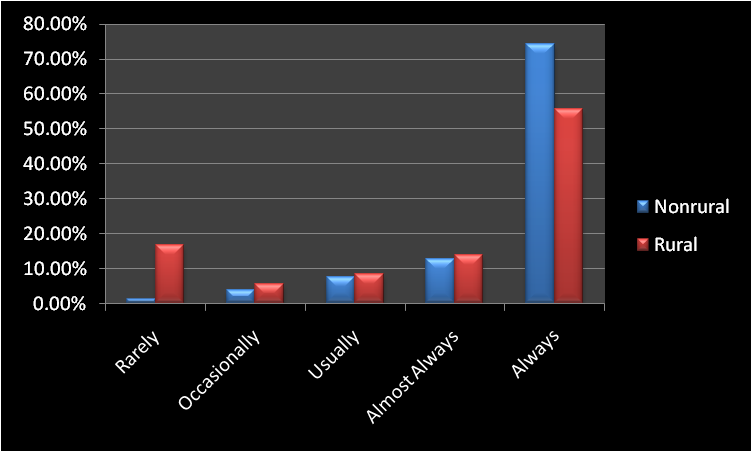 80.00%
70.00%
60.00%
50.00%
40.00%
30.00%
20.00%
10.00%
0.00%
Rarely
Occasionally
Usually
Almost Always
Always
Nonrural
Rural